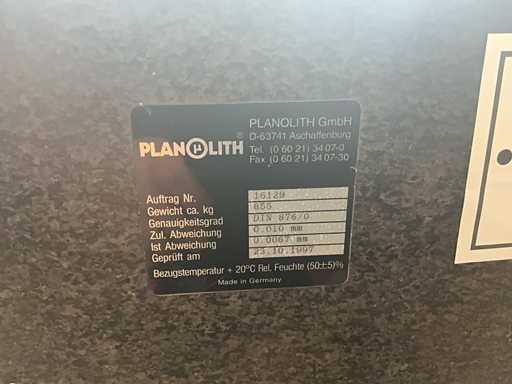 PLANOLITH GmbH
D-63741 Aschaffenburg
Tel. (0 60 21) 34 07-0
Fax (0 60 21) 34 07-30
PLANOLITH®
Auftrag Nr. 16129
Gewicht ca. kg 855
Genauigkeitsgrad DIN 876/0
Zul. Abweichung 0.010 mm
Ist Abweichung 0.0067 mm
Geprüft am 23.10.1997
Bezugstemperatur + 20°C Rel. Feuchte (50±5)%
Made in Germany